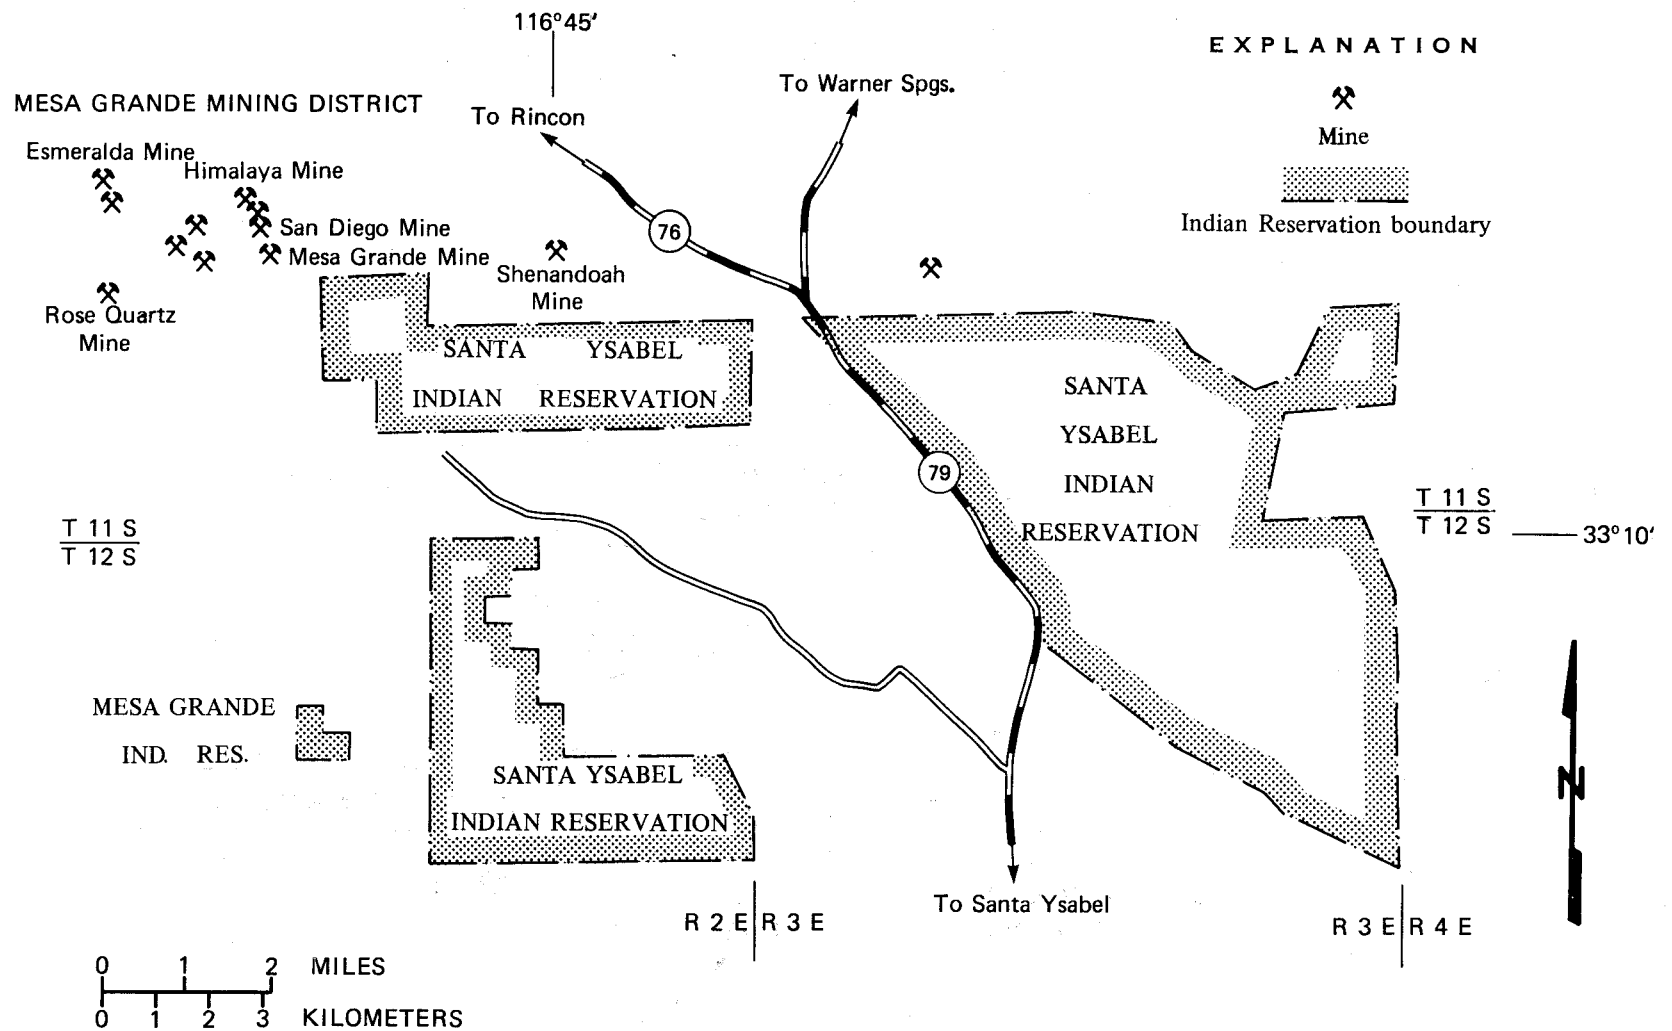 116°45'
EXPLANATION
To Warner Spgs.
MESA GRANDE MINING DISTRICT
To Rincon
Mine
Esmeralda Mine
Himalaya Mine
Indian Reservation boundary
San Diego Mine
76
Mesa Grande Mine
Shenandoah
Mine
Rose Quartz
Mine
SANTA YSABEL
INDIAN RESERVATION
SANTA
YSABEL
INDIAN
RESERVATION
79
T 11 S
T 12 S
T 11 S
T 12 S
33°10'
MESA GRANDE
IND. RES.
SANTA YSABEL
INDIAN RESERVATION
N
To Santa Ysabel
R 2 E R 3 E
R 3 E R 4 E
0 1 2 MILES
0 1 2 3 KILOMETERS